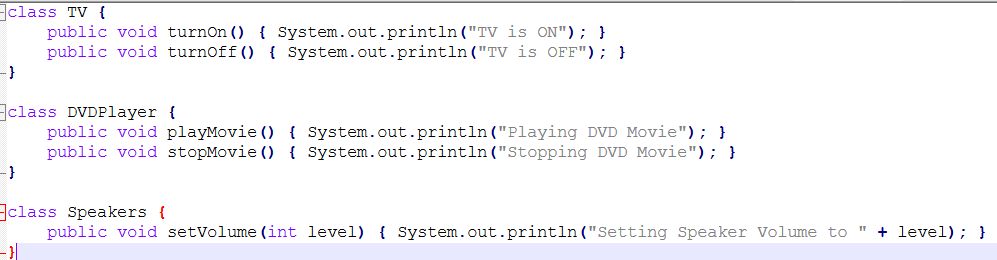 class TV {
    public void turnOn() { System.out.println("TV is ON"); }
    public void turnOff() { System.out.println("TV is OFF"); }
}
class DVDPlayer {
    public void playMovie() { System.out.println("Playing DVD Movie"); }
    public void stopMovie() { System.out.println("Stopping DVD Movie"); }
}
class Speakers {
    public void setVolume(int level) { System.out.println("Setting Speaker Volume to " + level); }
}